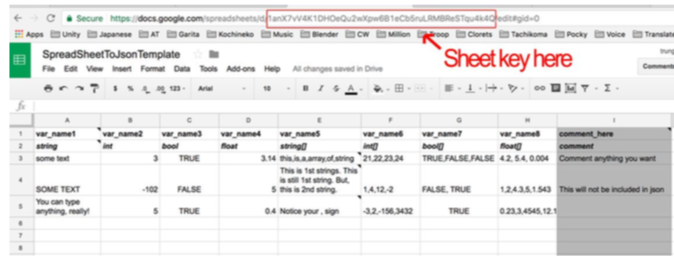 Secure https://docs.google.com/spreadsheets/d/1anX7vV4K1DHOeQu2wXpw6B1eCb5ruLRMBReSTqu4k4Q/edit#gid=0
Apps Unity Japanese AT Garita Kochineko Music Blender CW Million Troop Clorets Tachikoma Pocky Voice Translate
Sheet key here
SpreadSheetToJsonTemplate
File Edit View Insert Format Data Tools Add-ons Help All changes saved in Drive
Comments
$ % .0 .00 123 Arial 10 B I S A
fx
A B C D E F G H I
1 var_name1 var_name2 var_name3 var_name4 var_name5 var_name6 var_name7 var_name8 comment_here
2 string int bool float string[] int[] bool[] float[] comment
3 some text 3 TRUE 3.14 this,is,a,array,of,string 21,22,23,24 TRUE,FALSE,FALSE 4.2, 5.4, 0.004 Comment anything you want
This is 1st strings. This
is still 1st string. But,
4 SOME TEXT -102 FALSE 5 this is 2nd string. 1,4,12,-2 FALSE, TRUE 1,2,4.3,5,1.543 This will not be included in json
You can type
5 anything, really! 5 TRUE 0.4 Notice your , sign -3,2,-156,3432 TRUE 0.23,3,4545,12.1
6
7
8